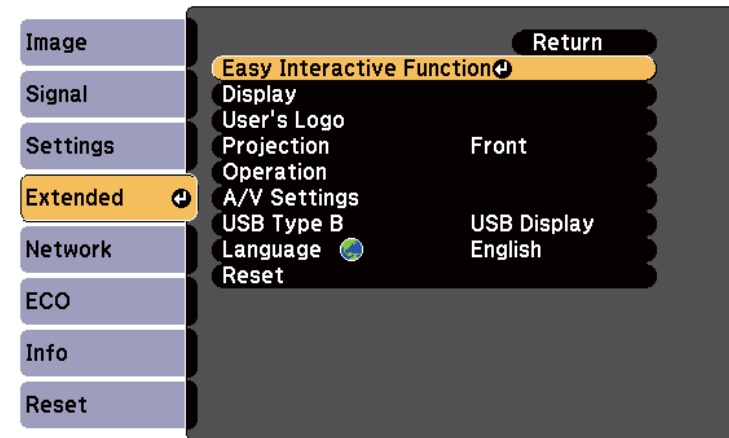 Image
Signal
Settings
Extended
Network
ECO
Info
Reset
Return
Easy Interactive Function
Display
User's Logo
Projection Front
Operation
A/V Settings
USB Type B USB Display
Language English
Reset